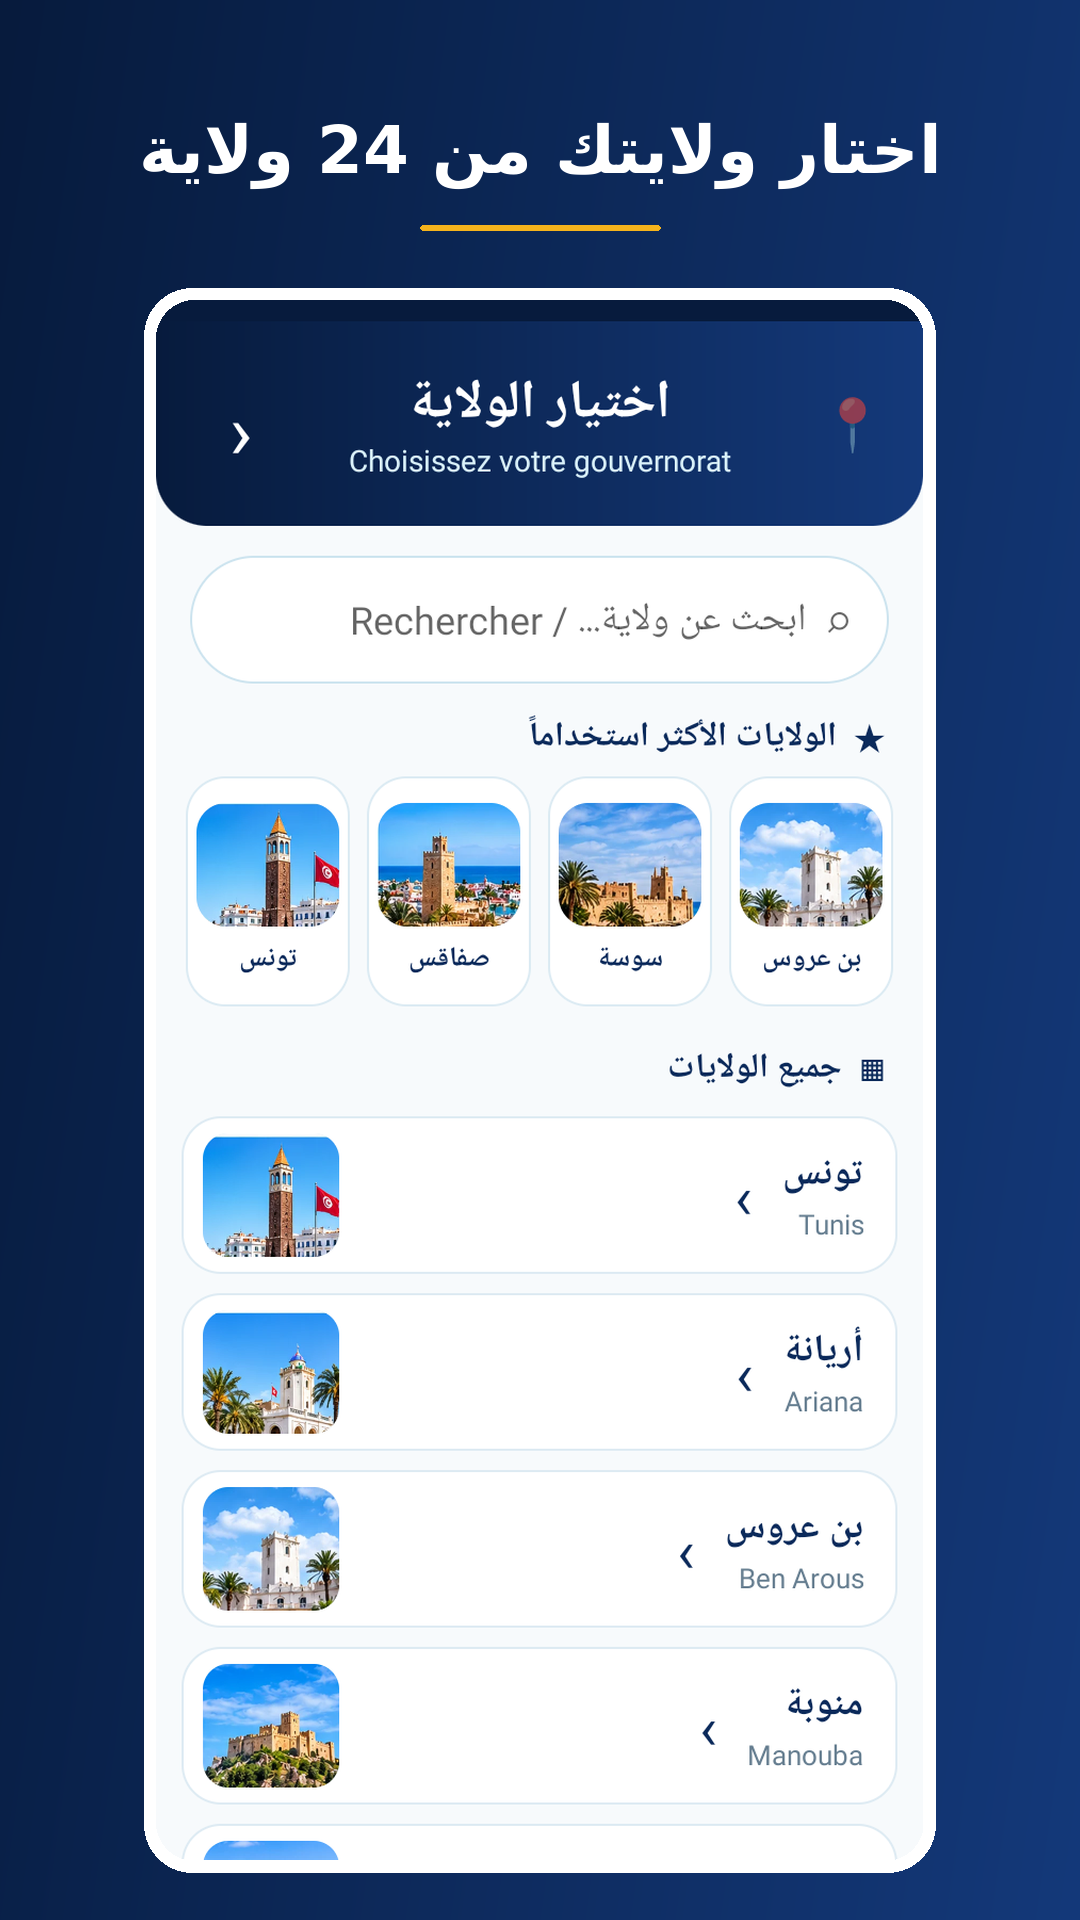 اختار ولايتك من 24 ولاية
اختيار الولاية
Choisissez votre gouvernorat
ابحث عن ولاية... / Rechercher
الولايات الأكثر استخداماً
بن عروس
سوسة
صفاقس
تونس
جميع الولايات
تونس
Tunis
أريانة
Ariana
بن عروس
Ben Arous
منوبة
Manouba